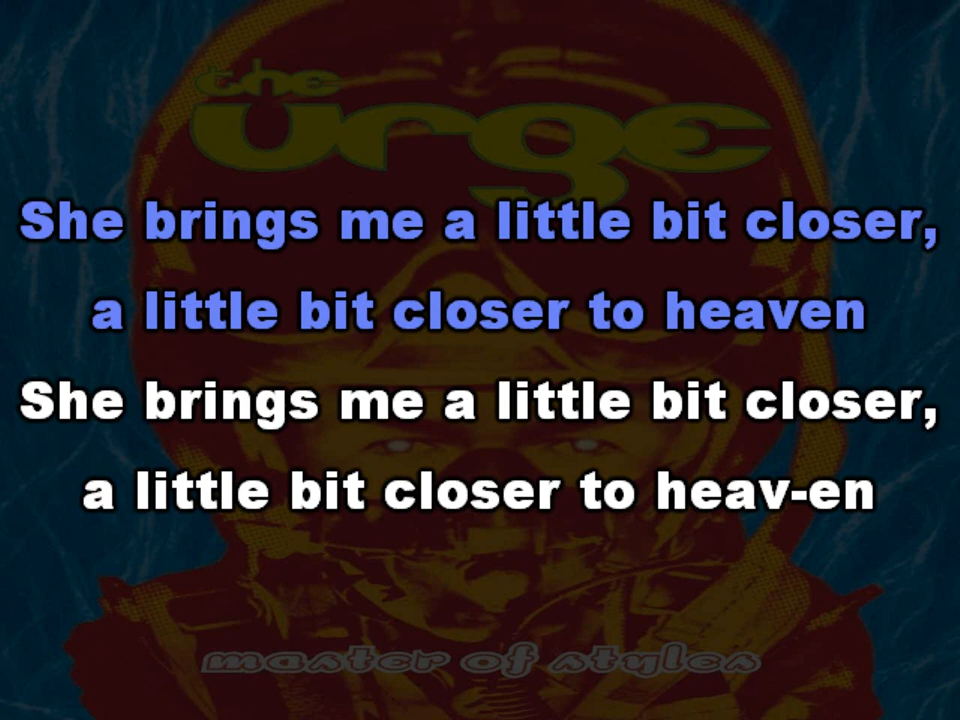 the
urge
She brings me a little bit closer,
a little bit closer to heaven
She brings me a little bit closer,
a little bit closer to heav-en
master of styles